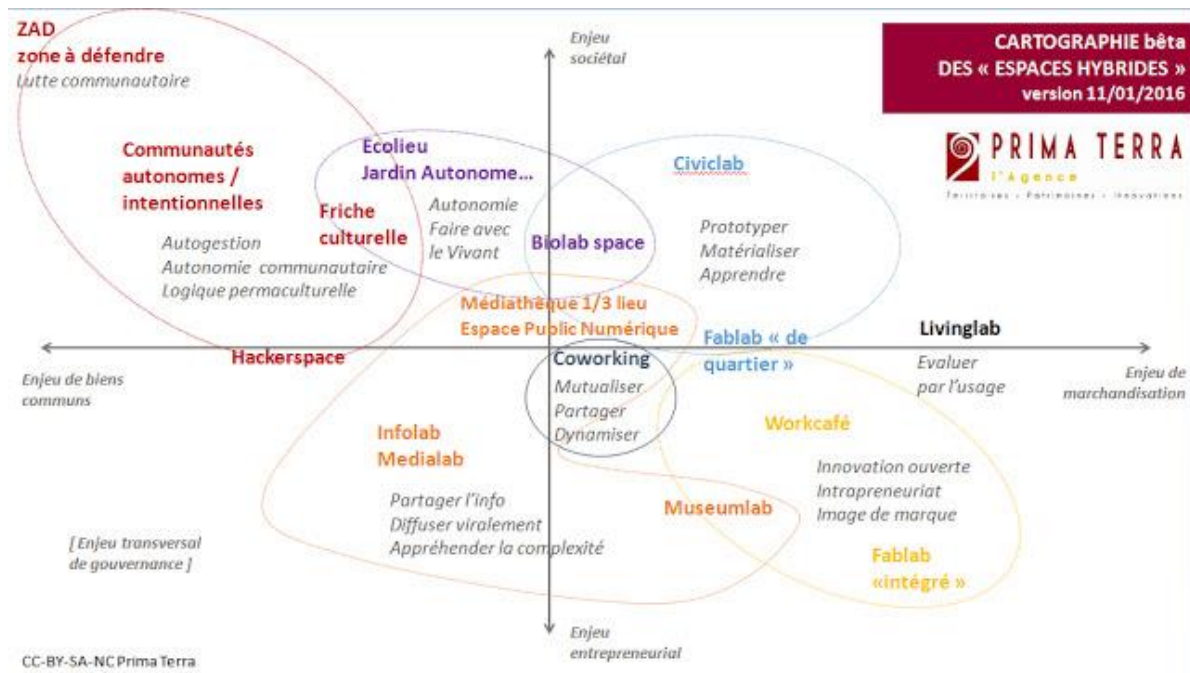 ZAD
zone à défendre
Lutte communautaire
Enjeu
sociétal
CARTOGRAPHIE bêta
DES « ESPACES HYBRIDES »
version 11/01/2016
PRIMA TERRA
l'Agence
Territoires • Patrimoines • Innovations
Communautés
autonomes /
intentionnelles
Autogestion
Autonomie communautaire
Logique permaculturelle
Ecolieu
Jardin Autonome...
Autonomie
Faire avec
le Vivant
Friche
culturelle
Biolab space
Civiclab
Prototyper
Matérialiser
Apprendre
Médiathèque 1/3 lieu
Espace Public Numérique
Fablab « de
quartier »
Livinglab
Evaluer
par l'usage
Hackerspace
Enjeu de biens
communs
Enjeu de
marchandisation
Coworking
Mutualiser
Partager
Dynamiser
Workcafé
Innovation ouverte
Intrapreneuriat
Image de marque
Infolab
Medialab
Partager l'info
Diffuser viralement
Appréhender la complexité
Museumlab
Fablab
«intégré »
[ Enjeu transversal
de gouvernance ]
Enjeu
entrepreneurial
CC-BY-SA-NC Prima Terra